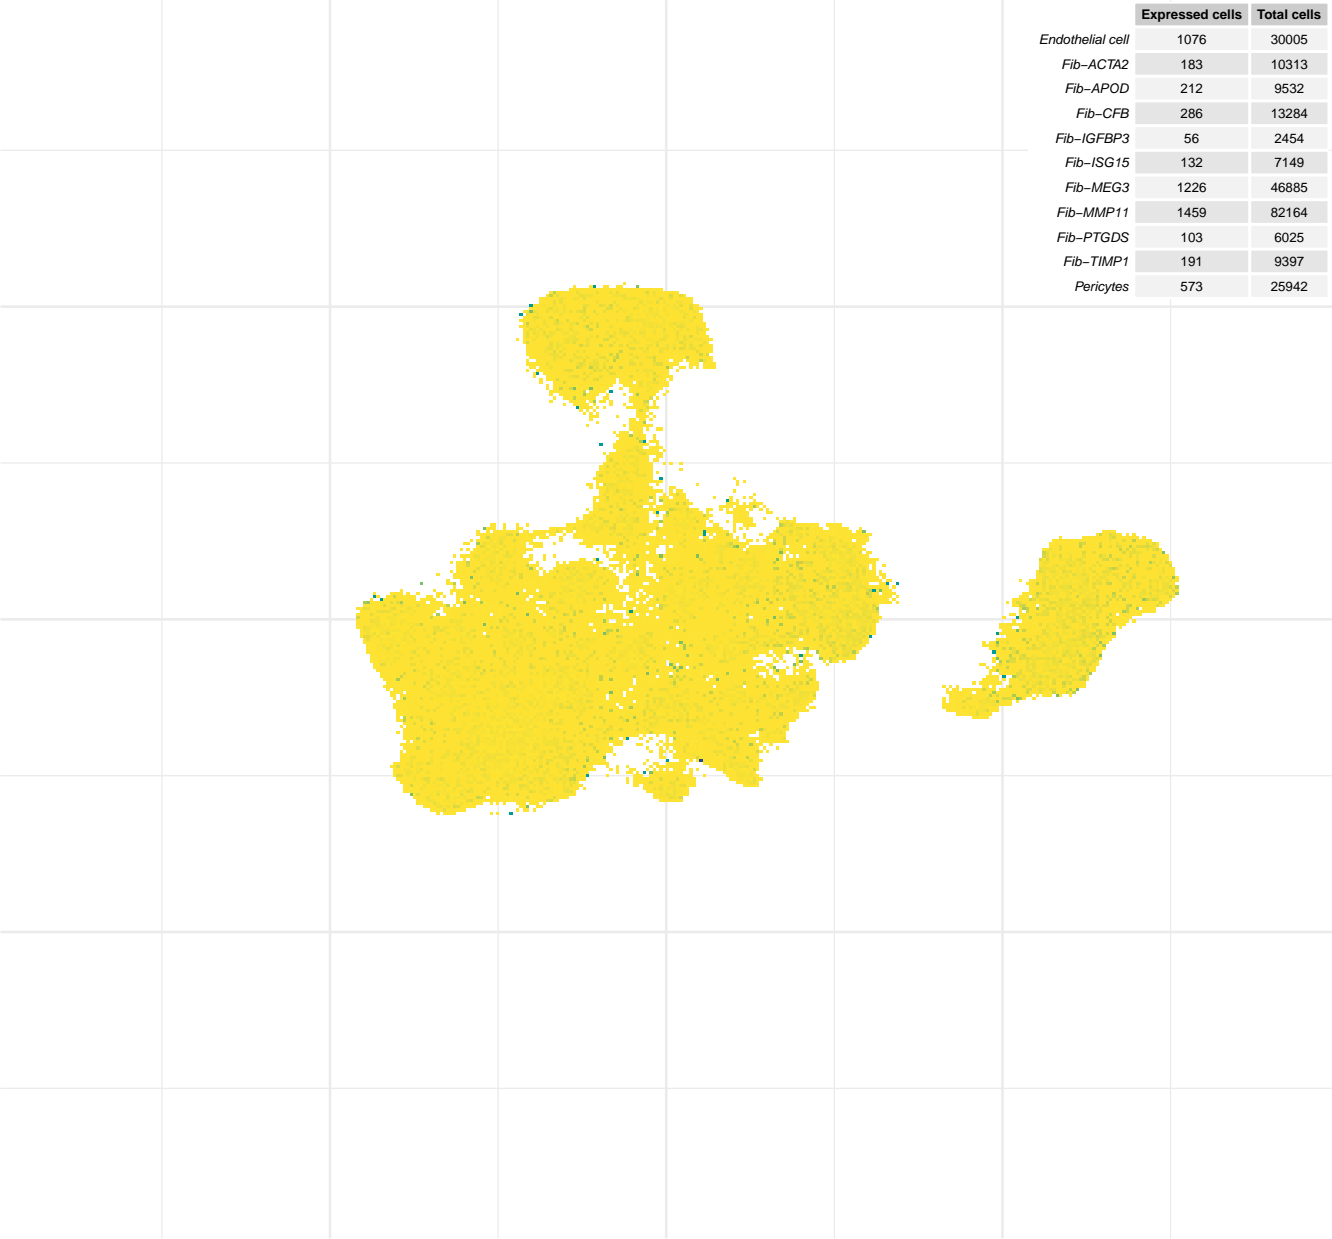 Expressed cells Total cells
Endothelial cell 1076 30005
Fib−ACTA2 183 10313
Fib−APOD 212 9532
Fib−CFB 286 13284
Fib−IGFBP3 56 2454
Fib−ISG15 132 7149
Fib−MEG3 1226 46885
Fib−MMP11 1459 82164
Fib−PTGDS 103 6025
Fib−TIMP1 191 9397
Pericytes 573 25942